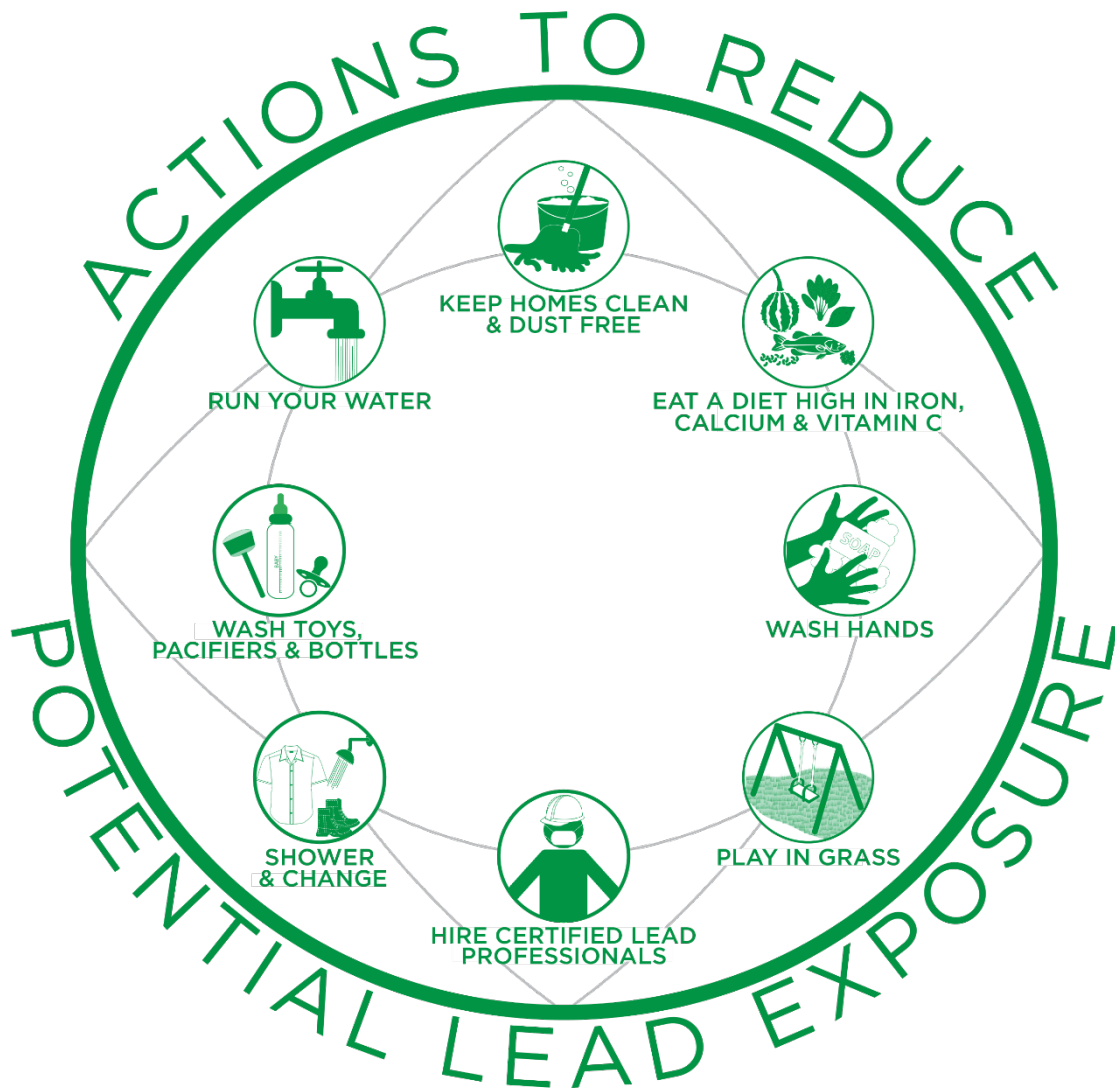 ACTIONS TO REDUCE
POTENTIAL LEAD EXPOSURE
KEEP HOMES CLEAN
& DUST FREE
EAT A DIET HIGH IN IRON,
CALCIUM & VITAMIN C
SOAP
WASH HANDS
PLAY IN GRASS
HIRE CERTIFIED LEAD
PROFESSIONALS
SHOWER
& CHANGE
BABY
WASH TOYS,
PACIFIERS & BOTTLES
RUN YOUR WATER